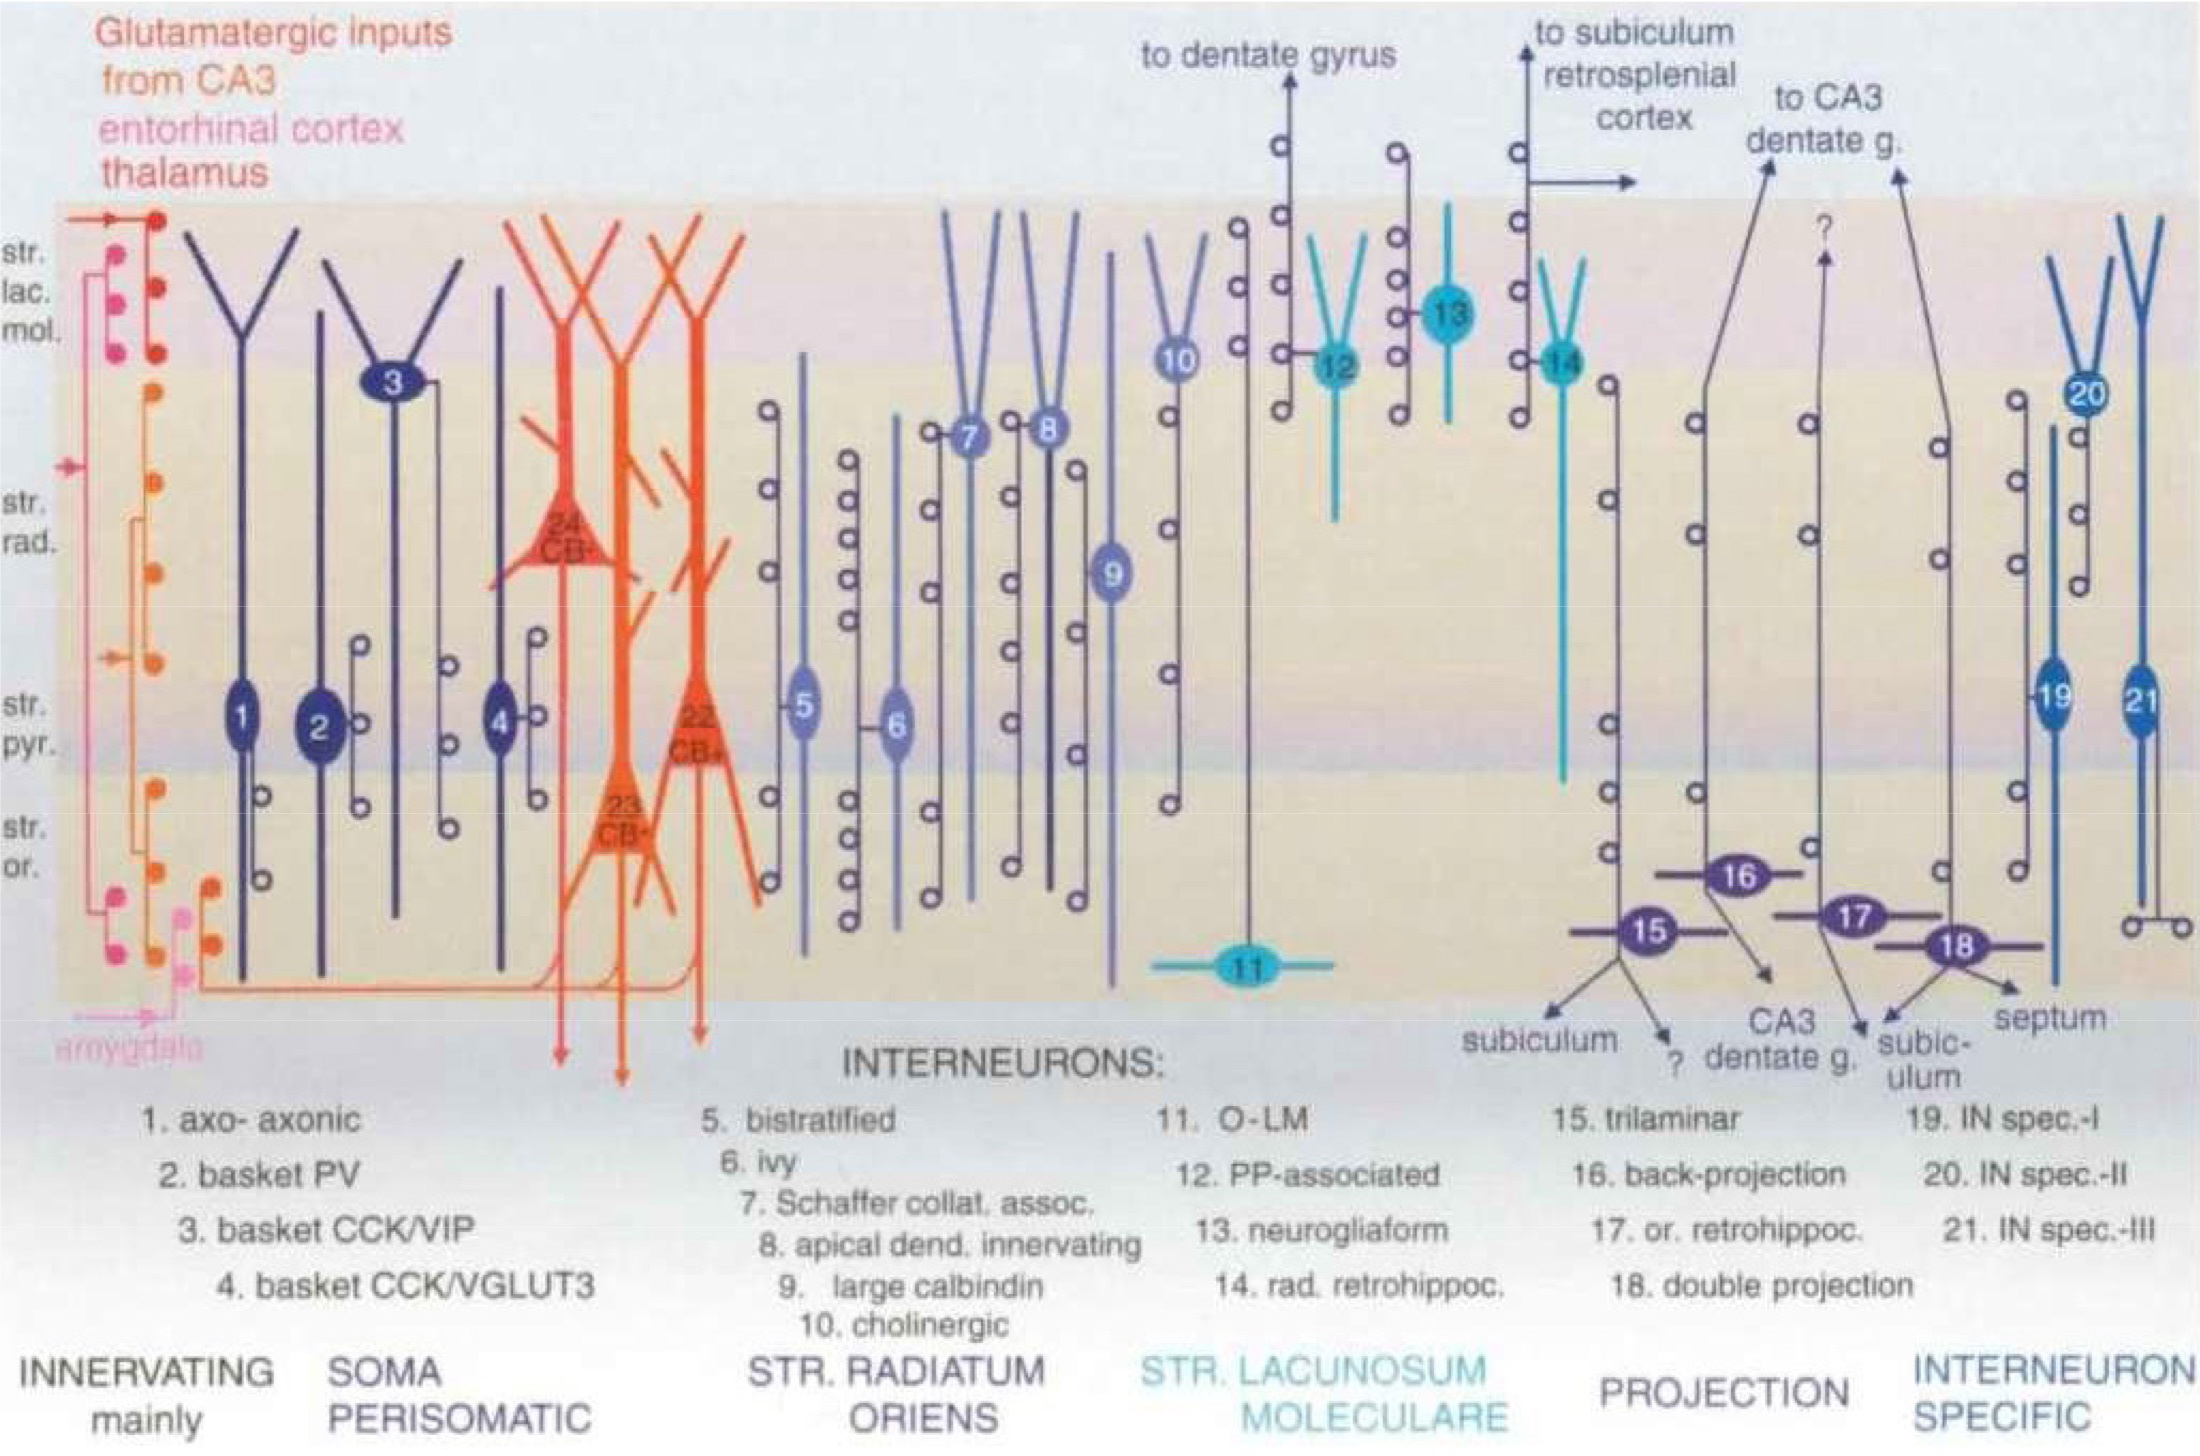 Glutamatergic inputs
from CA3
entorhinal cortex
thalamus
to dentate gyrus
to subiculum
retrosplenial
cortex
to CA3
dentate g.
?
str.
lac.
mol.
str.
rad.
str.
pyr.
str.
or.
1
2
3
4
24
CB-
23
CB-
22
CB+
5
6
7
8
9
10
11
12
13
14
15
16
17
18
19
20
21
amygdala
subiculum
?
CA3
dentate g.
subic-
ulum
septum
INTERNEURONS:
1. axo- axonic
2. basket PV
3. basket CCK/VIP
4. basket CCK/VGLUT3
5. bistratified
6. ivy
7. Schaffer collat. assoc.
8. apical dend. innervating
9. large calbindin
10. cholinergic
11. O-LM
12. PP-associated
13. neurogliaform
14. rad. retrohippoc.
15. trilaminar
16. back-projection
17. or. retrohippoc.
18. double projection
19. IN spec.-I
20. IN spec.-II
21. IN spec.-III
INNERVATING
mainly
SOMA
PERISOMATIC
STR. RADIATUM
ORIENS
STR. LACUNOSUM
MOLECULARE
PROJECTION
INTERNEURON
SPECIFIC